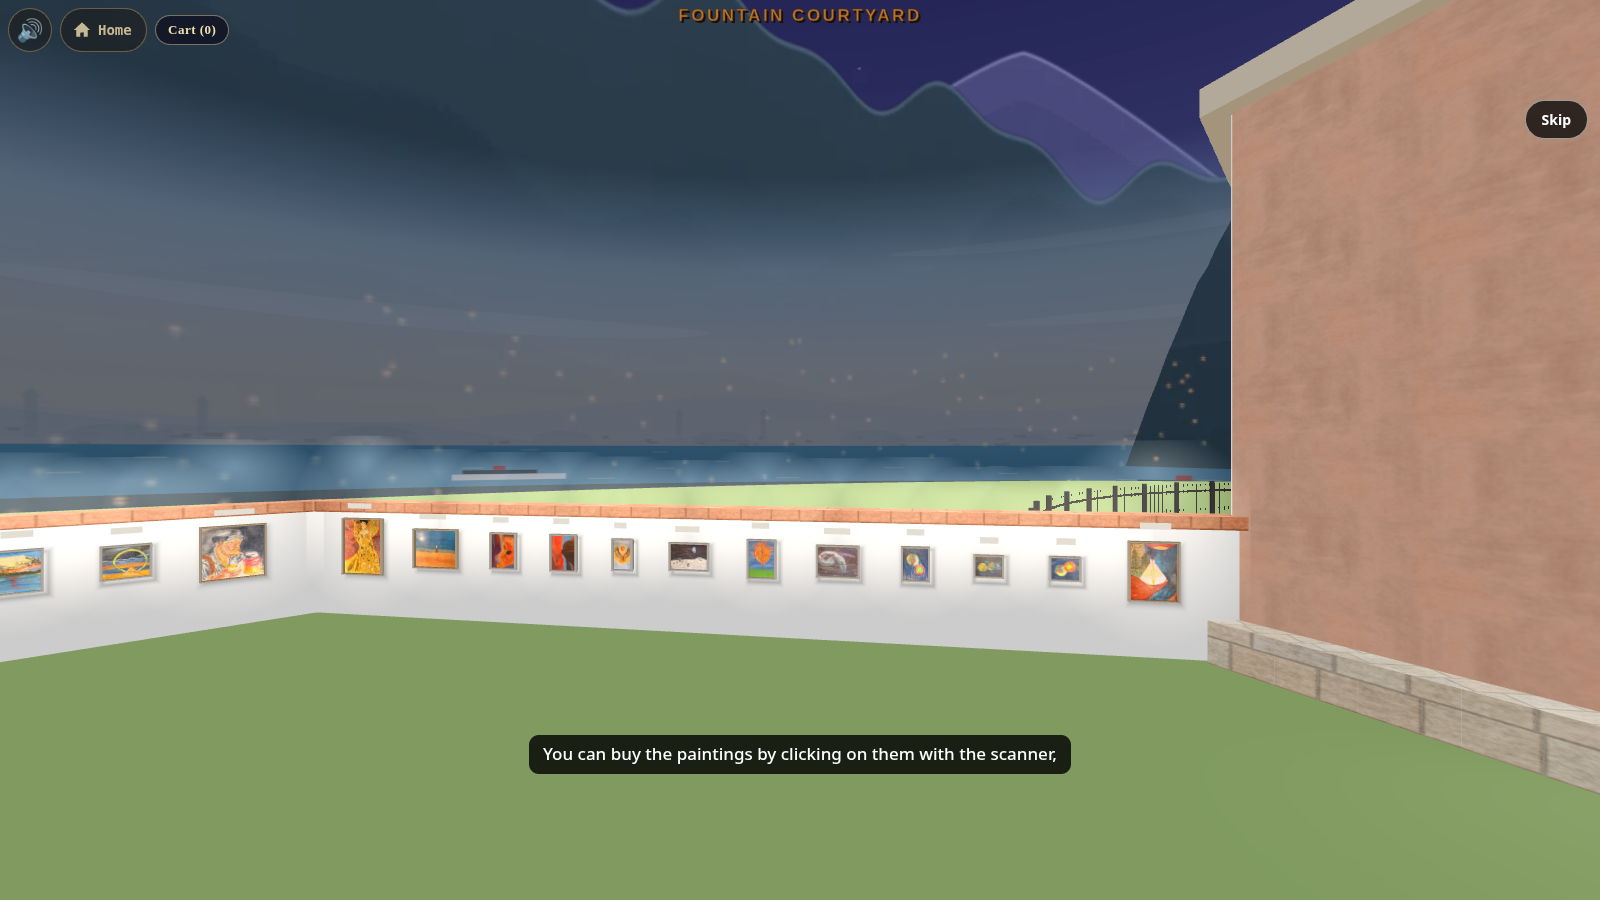 FOUNTAIN COURTYARD
Home
Cart (0)
Skip
You can buy the paintings by clicking on them with the scanner,